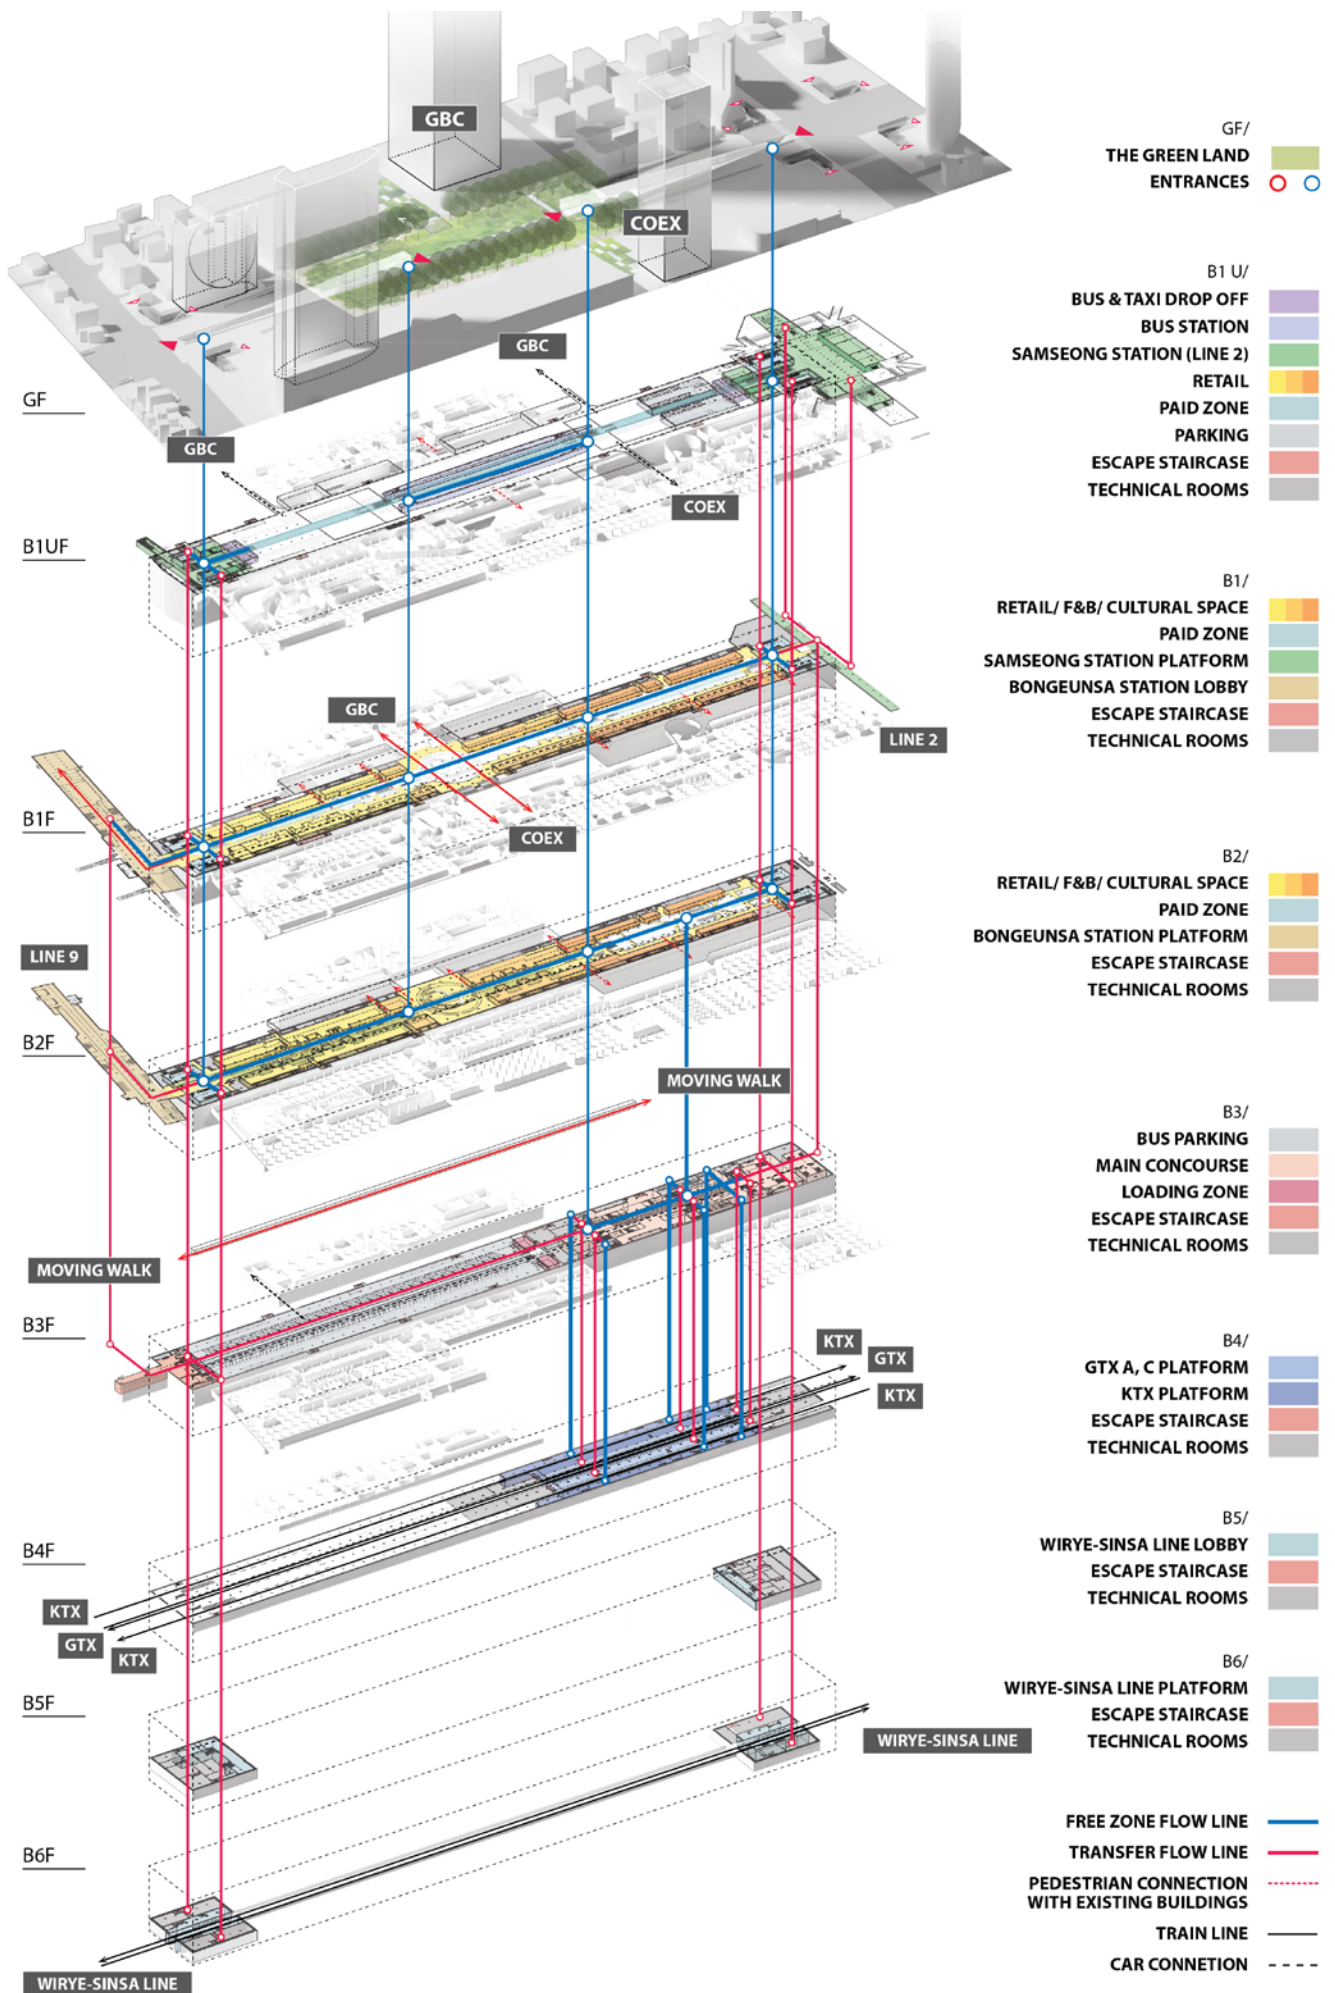 GBC
COEX
GBC
GBC
COEX
GF
B1UF
GBC
COEX
LINE 2
B1F
LINE 9
B2F
MOVING WALK
MOVING WALK
B3F
KTX
GTX
KTX
B4F
KTX
GTX
KTX
B5F
WIRYE-SINSA LINE
B6F
WIRYE-SINSA LINE
GF/
THE GREEN LAND
ENTRANCES
B1 U/
BUS & TAXI DROP OFF
BUS STATION
SAMSEONG STATION (LINE 2)
RETAIL
PAID ZONE
PARKING
ESCAPE STAIRCASE
TECHNICAL ROOMS
B1/
RETAIL/ F&B/ CULTURAL SPACE
PAID ZONE
SAMSEONG STATION PLATFORM
BONGEUNSA STATION LOBBY
ESCAPE STAIRCASE
TECHNICAL ROOMS
B2/
RETAIL/ F&B/ CULTURAL SPACE
PAID ZONE
BONGEUNSA STATION PLATFORM
ESCAPE STAIRCASE
TECHNICAL ROOMS
B3/
BUS PARKING
MAIN CONCOURSE
LOADING ZONE
ESCAPE STAIRCASE
TECHNICAL ROOMS
B4/
GTX A, C PLATFORM
KTX PLATFORM
ESCAPE STAIRCASE
TECHNICAL ROOMS
B5/
WIRYE-SINSA LINE LOBBY
ESCAPE STAIRCASE
TECHNICAL ROOMS
B6/
WIRYE-SINSA LINE PLATFORM
ESCAPE STAIRCASE
TECHNICAL ROOMS
FREE ZONE FLOW LINE
TRANSFER FLOW LINE
PEDESTRIAN CONNECTION
WITH EXISTING BUILDINGS
TRAIN LINE
CAR CONNETION